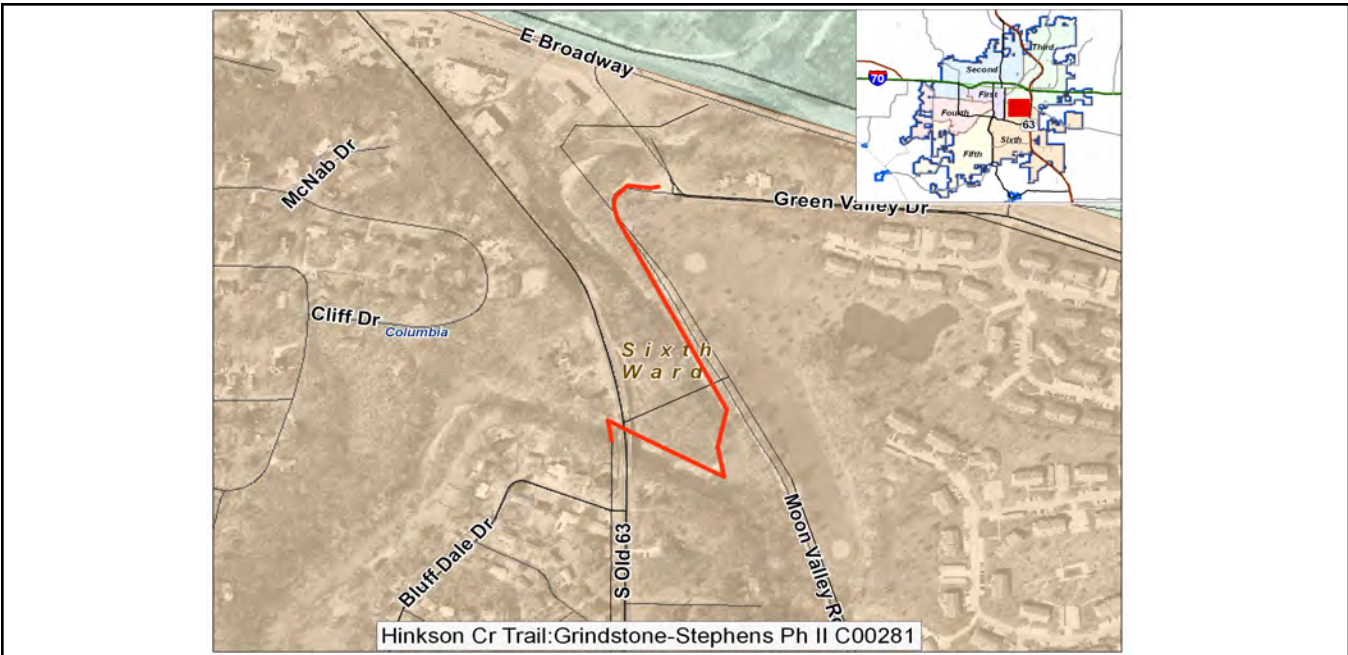 E Broadway
Third
Second
70
First
Fourth
63
Sixth
Fifth
McNab Dr
Green Valley Dr
Cliff Dr
Columbia
Sixth
Ward
Moon Valley Rd
S Old 63
Bluff Dale Dr
Hinkson Cr Trail:Grindstone-Stephens Ph II C00281